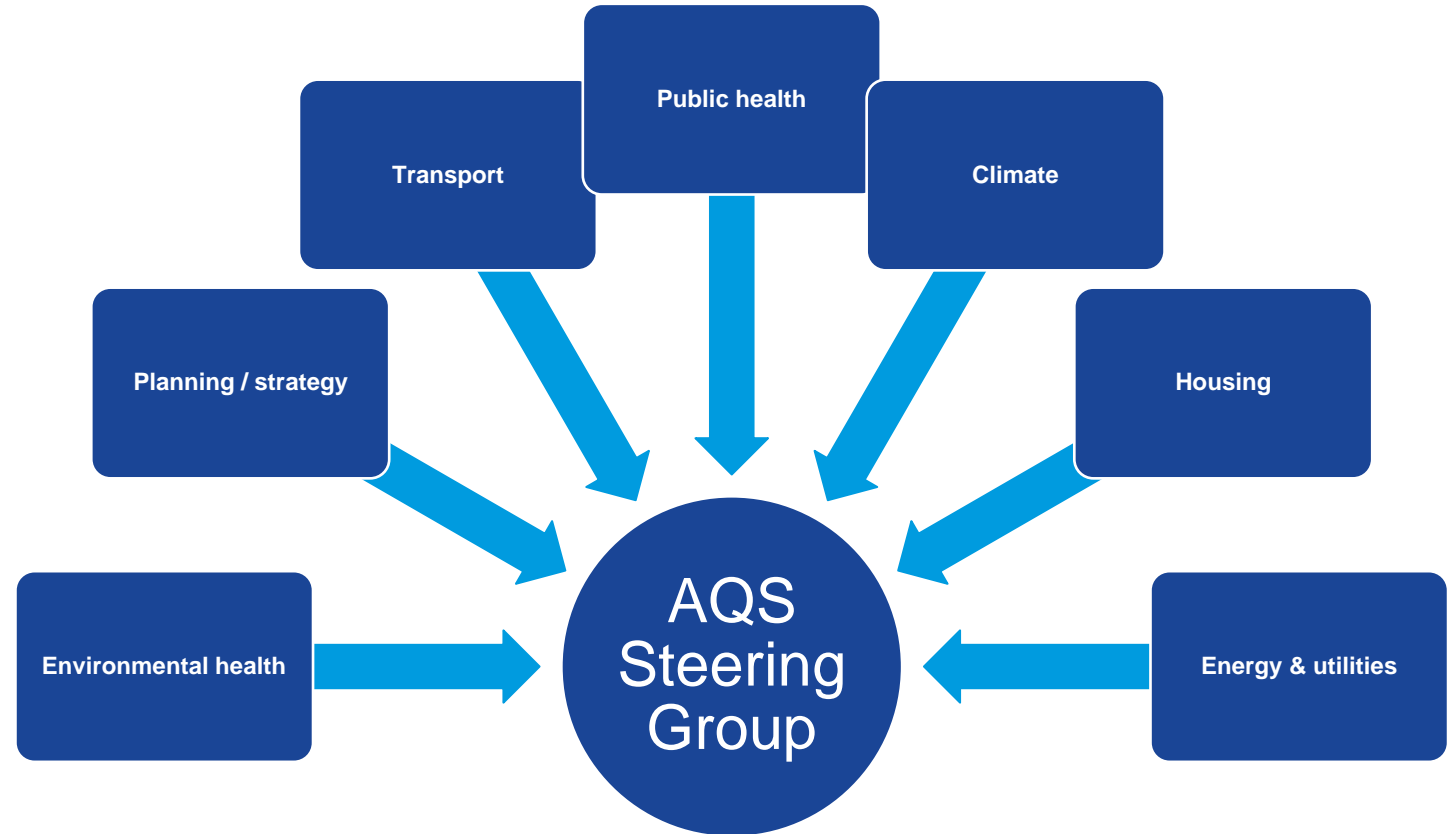 Public health
Transport
Climate
Planning / strategy
Housing
Environmental health
AQS
Steering
Group
Energy & utilities